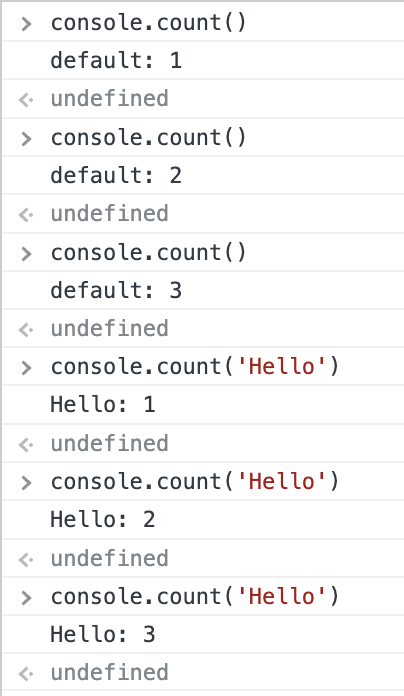 > console.count()
default: 1
<· undefined
> console.count()
default: 2
<· undefined
> console.count()
default: 3
<· undefined
> console.count('Hello')
Hello: 1
<· undefined
> console.count('Hello')
Hello: 2
<· undefined
> console.count('Hello')
Hello: 3
<· undefined